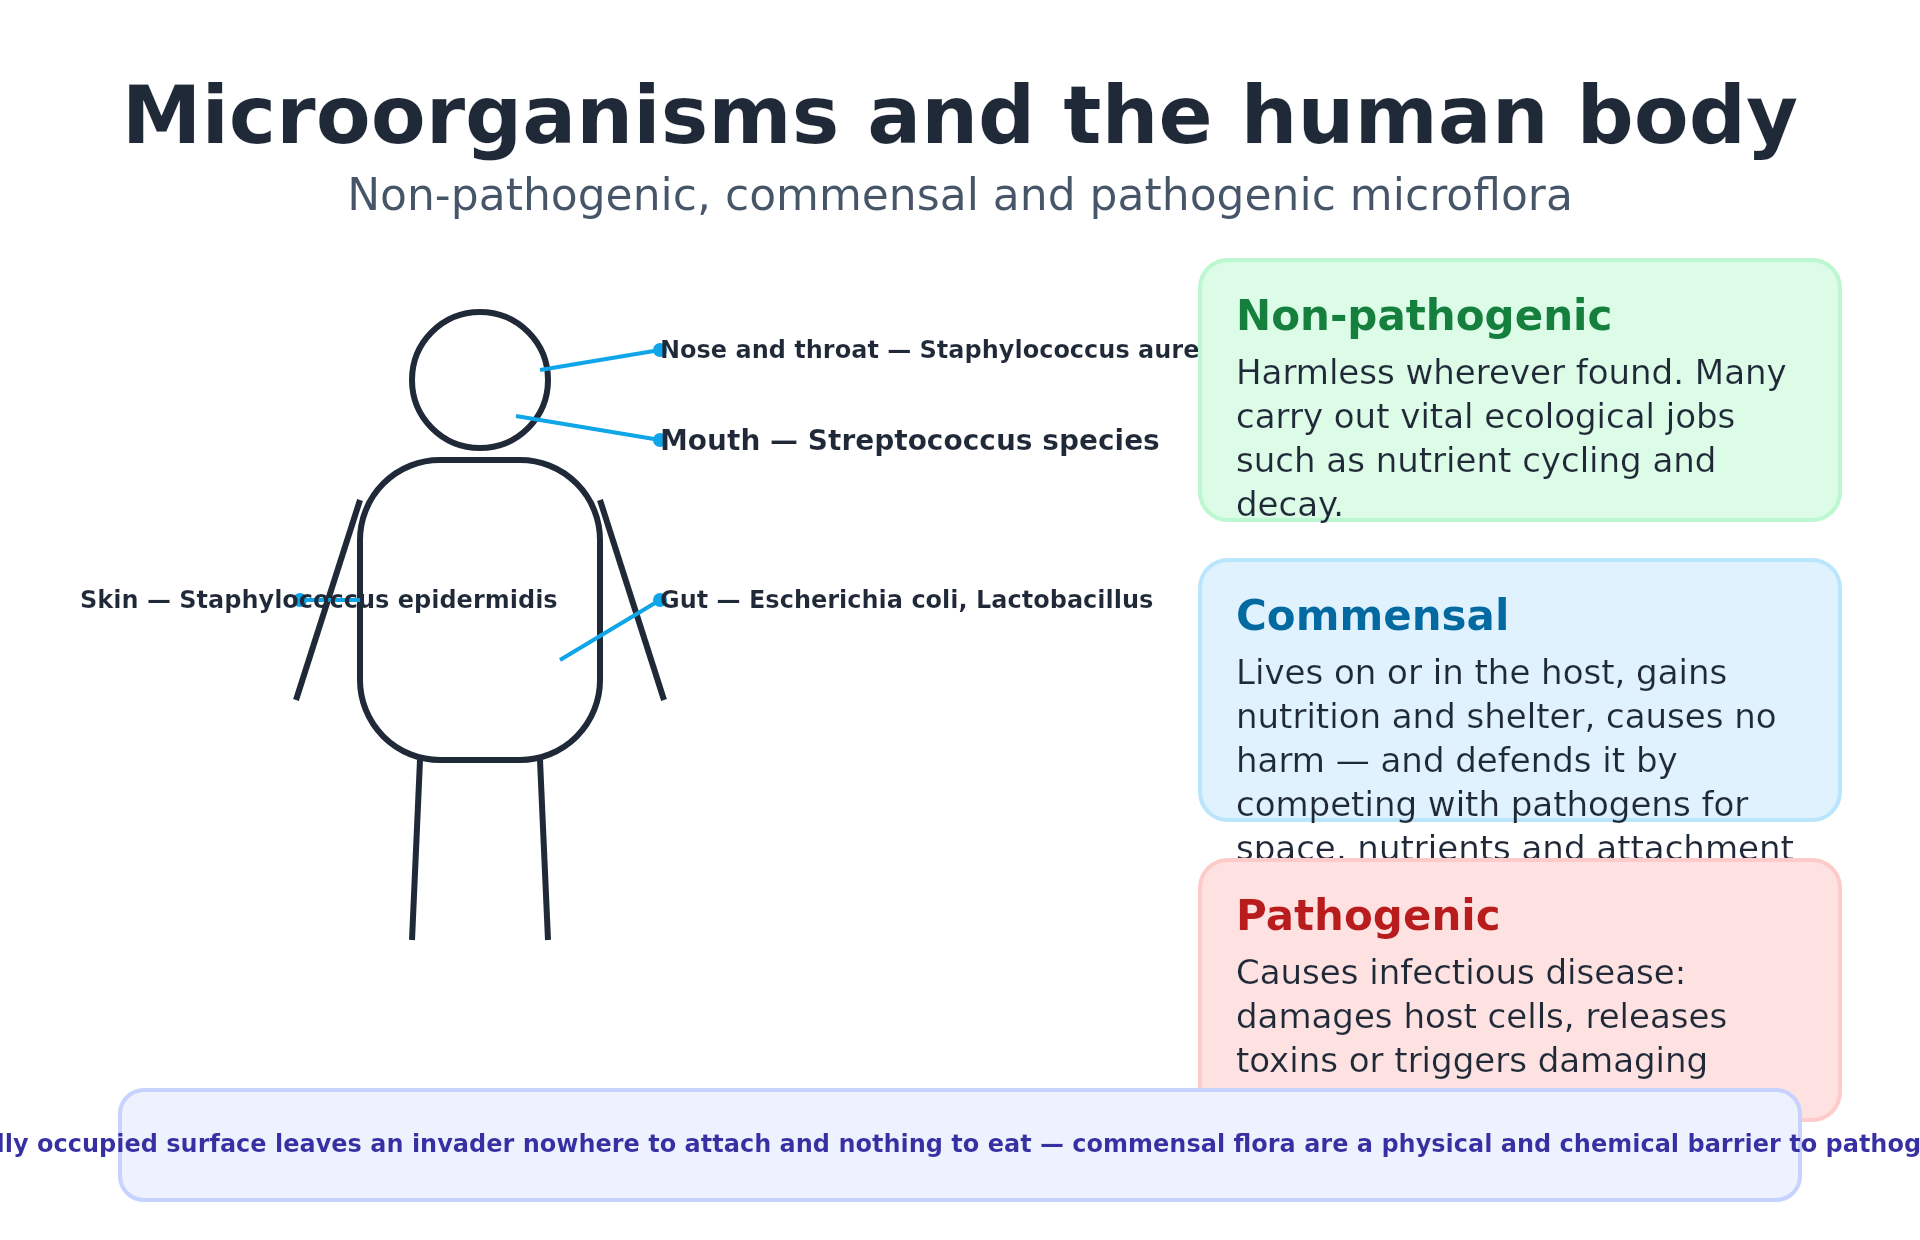 Microorganisms and the human body
Non-pathogenic, commensal and pathogenic microflora
Nose and throat — Staphylococcus aure
Mouth — Streptococcus species
Skin — Staphylococcus epidermidis
Gut — Escherichia coli, Lactobacillus
Non-pathogenic
Harmless wherever found. Many
carry out vital ecological jobs
such as nutrient cycling and
decay.
Commensal
Lives on or in the host, gains
nutrition and shelter, causes no
harm — and defends it by
competing with pathogens for
space, nutrients and attachment
Pathogenic
Causes infectious disease:
damages host cells, releases
toxins or triggers damaging
lly occupied surface leaves an invader nowhere to attach and nothing to eat — commensal flora are a physical and chemical barrier to pathog